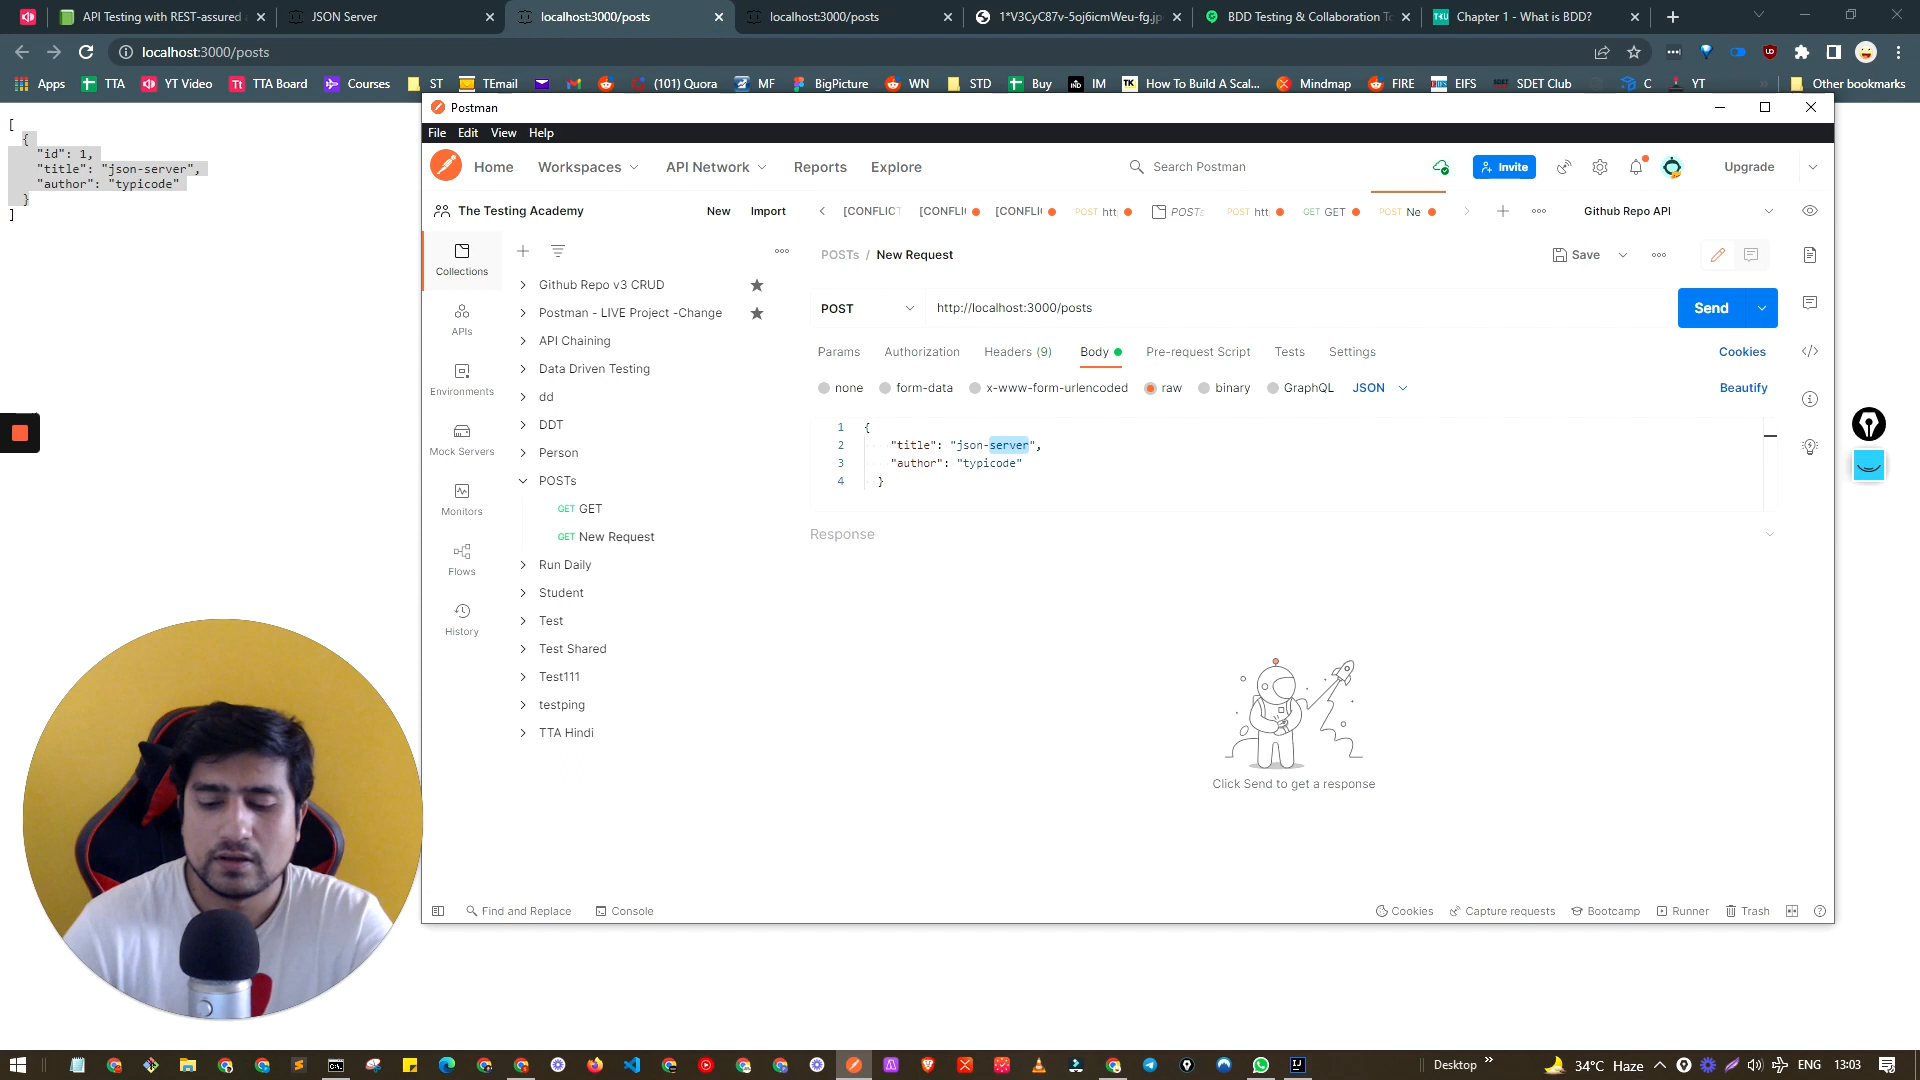 API Testing with REST-assured
JSON Server
localhost:3000/posts
localhost:3000/posts
1*V3CyC87v-5oj6icmWeu-fg.jp
BDD Testing & Collaboration To
Chapter 1 - What is BDD?
localhost:3000/posts
Apps
TTA
YT Video
TTA Board
Courses
ST
TEmail
(101) Quora
MF
BigPicture
WN
STD
Buy
IM
How To Build A Scal...
Mindmap
FIRE
EIFS
SDET Club
C
YT
Other bookmarks
[
{
"id": 1,
"title": "json-server",
"author": "typicode"
}
]
Postman
File Edit View Help
Home
Workspaces
API Network
Reports
Explore
Search Postman
Invite
Upgrade
The Testing Academy
New
Import
[CONFLICT
[CONFLI
[CONFLI
POST htt
POSTs
POST htt
GET GET
POST Ne
Github Repo API
Collections
APIs
Environments
Mock Servers
Monitors
Flows
History
Github Repo v3 CRUD
Postman - LIVE Project -Change
API Chaining
Data Driven Testing
dd
DDT
Person
POSTs
GET GET
GET New Request
Run Daily
Student
Test
Test Shared
Test111
testping
TTA Hindi
POSTs / New Request
Save
POST
http://localhost:3000/posts
Send
Params
Authorization
Headers (9)
Body
Pre-request Script
Tests
Settings
Cookies
none
form-data
x-www-form-urlencoded
raw
binary
GraphQL
JSON
Beautify
1 {
2 "title": "json-server",
3 "author": "typicode"
4 }
Response
Click Send to get a response
Find and Replace
Console
Cookies
Capture requests
Bootcamp
Runner
Trash
Desktop
34°C Haze
ENG
13:03